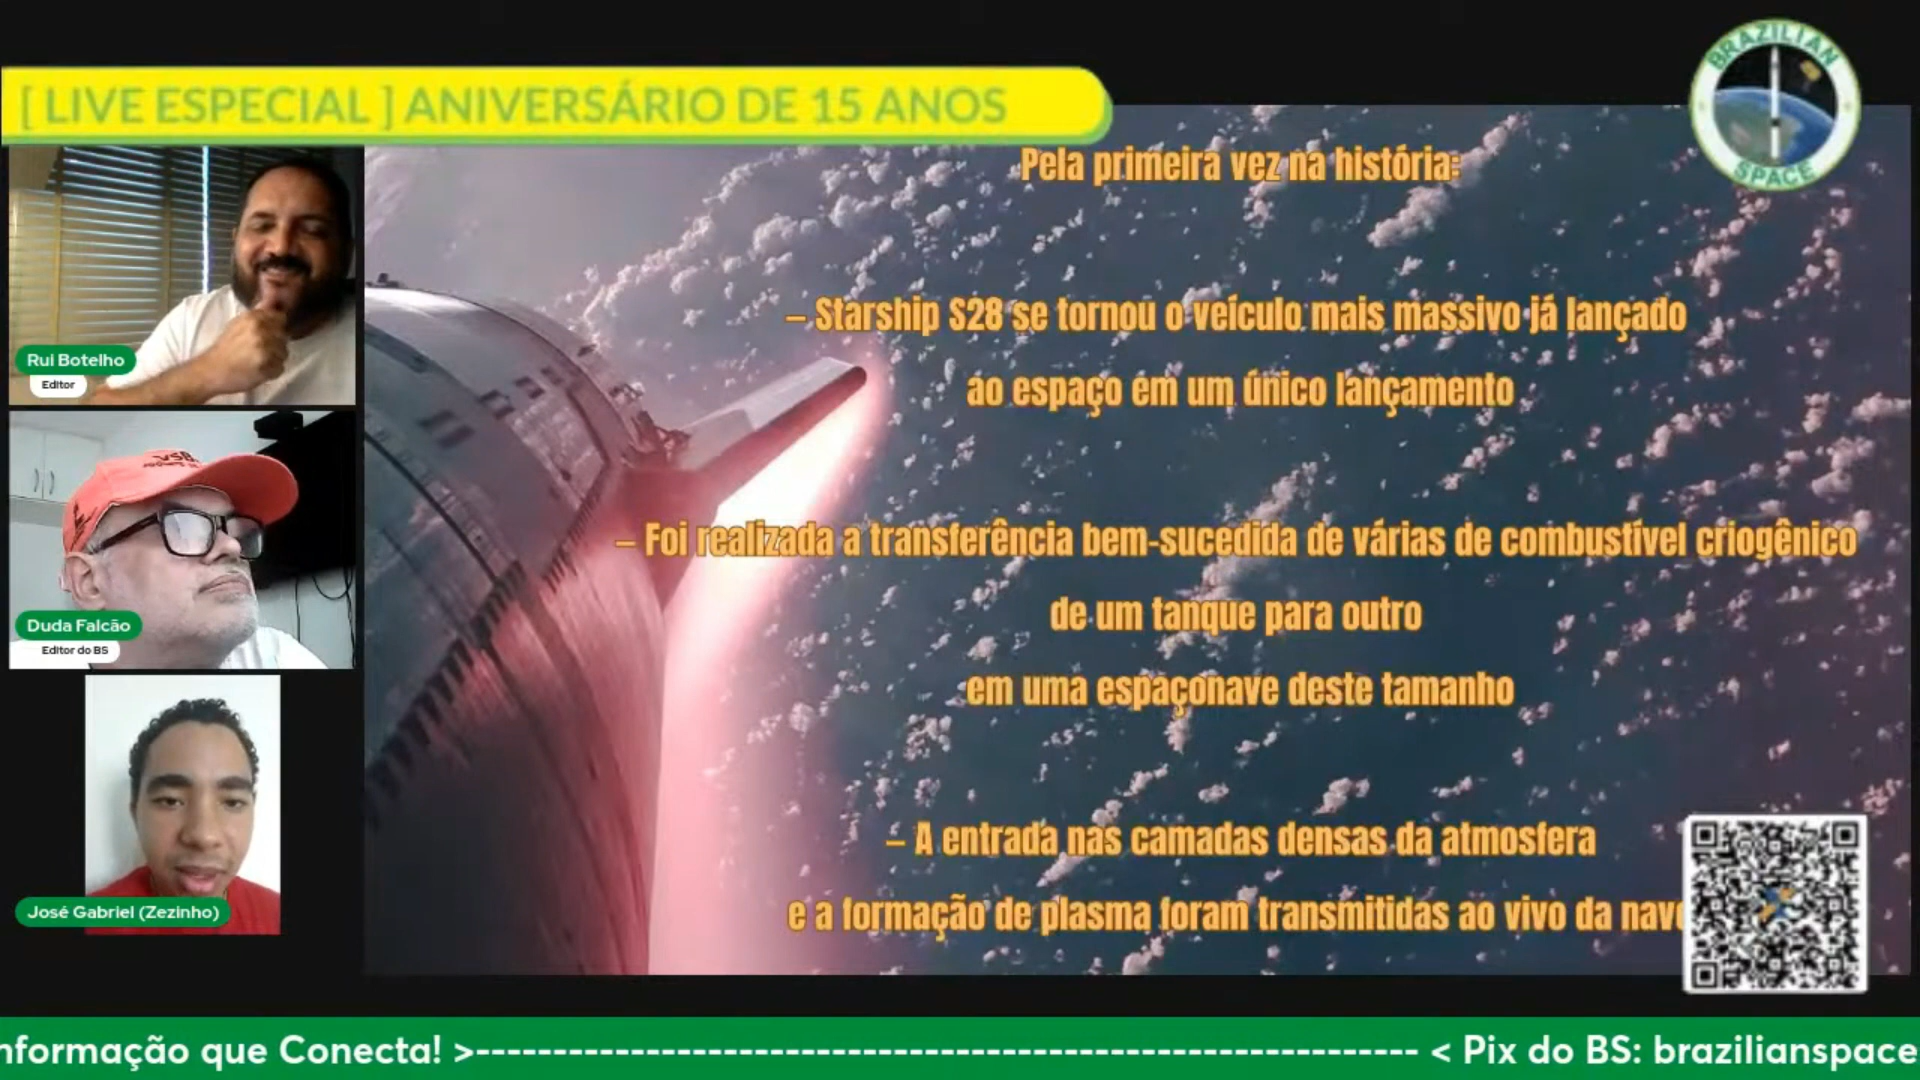 [ LIVE ESPECIAL ] ANIVERSÁRIO DE 15 ANOS
BRAZILIAN
SPACE
Pela primeira vez na história:
– Starship S28 se tornou o veículo mais massivo já lançado
ao espaço em um único lançamento
– Foi realizada a transferência bem-sucedida de várias de combustível criogênico
de um tanque para outro
em uma espaçonave deste tamanho
– A entrada nas camadas densas da atmosfera
e a formação de plasma foram transmitidas ao vivo da nave
Rui Botelho
Editor
VSB
Duda Falcão
Editor do BS
José Gabriel (Zezinho)
nformação que Conecta! >------------------------------------------------------------- < Pix do BS: brazilianspace